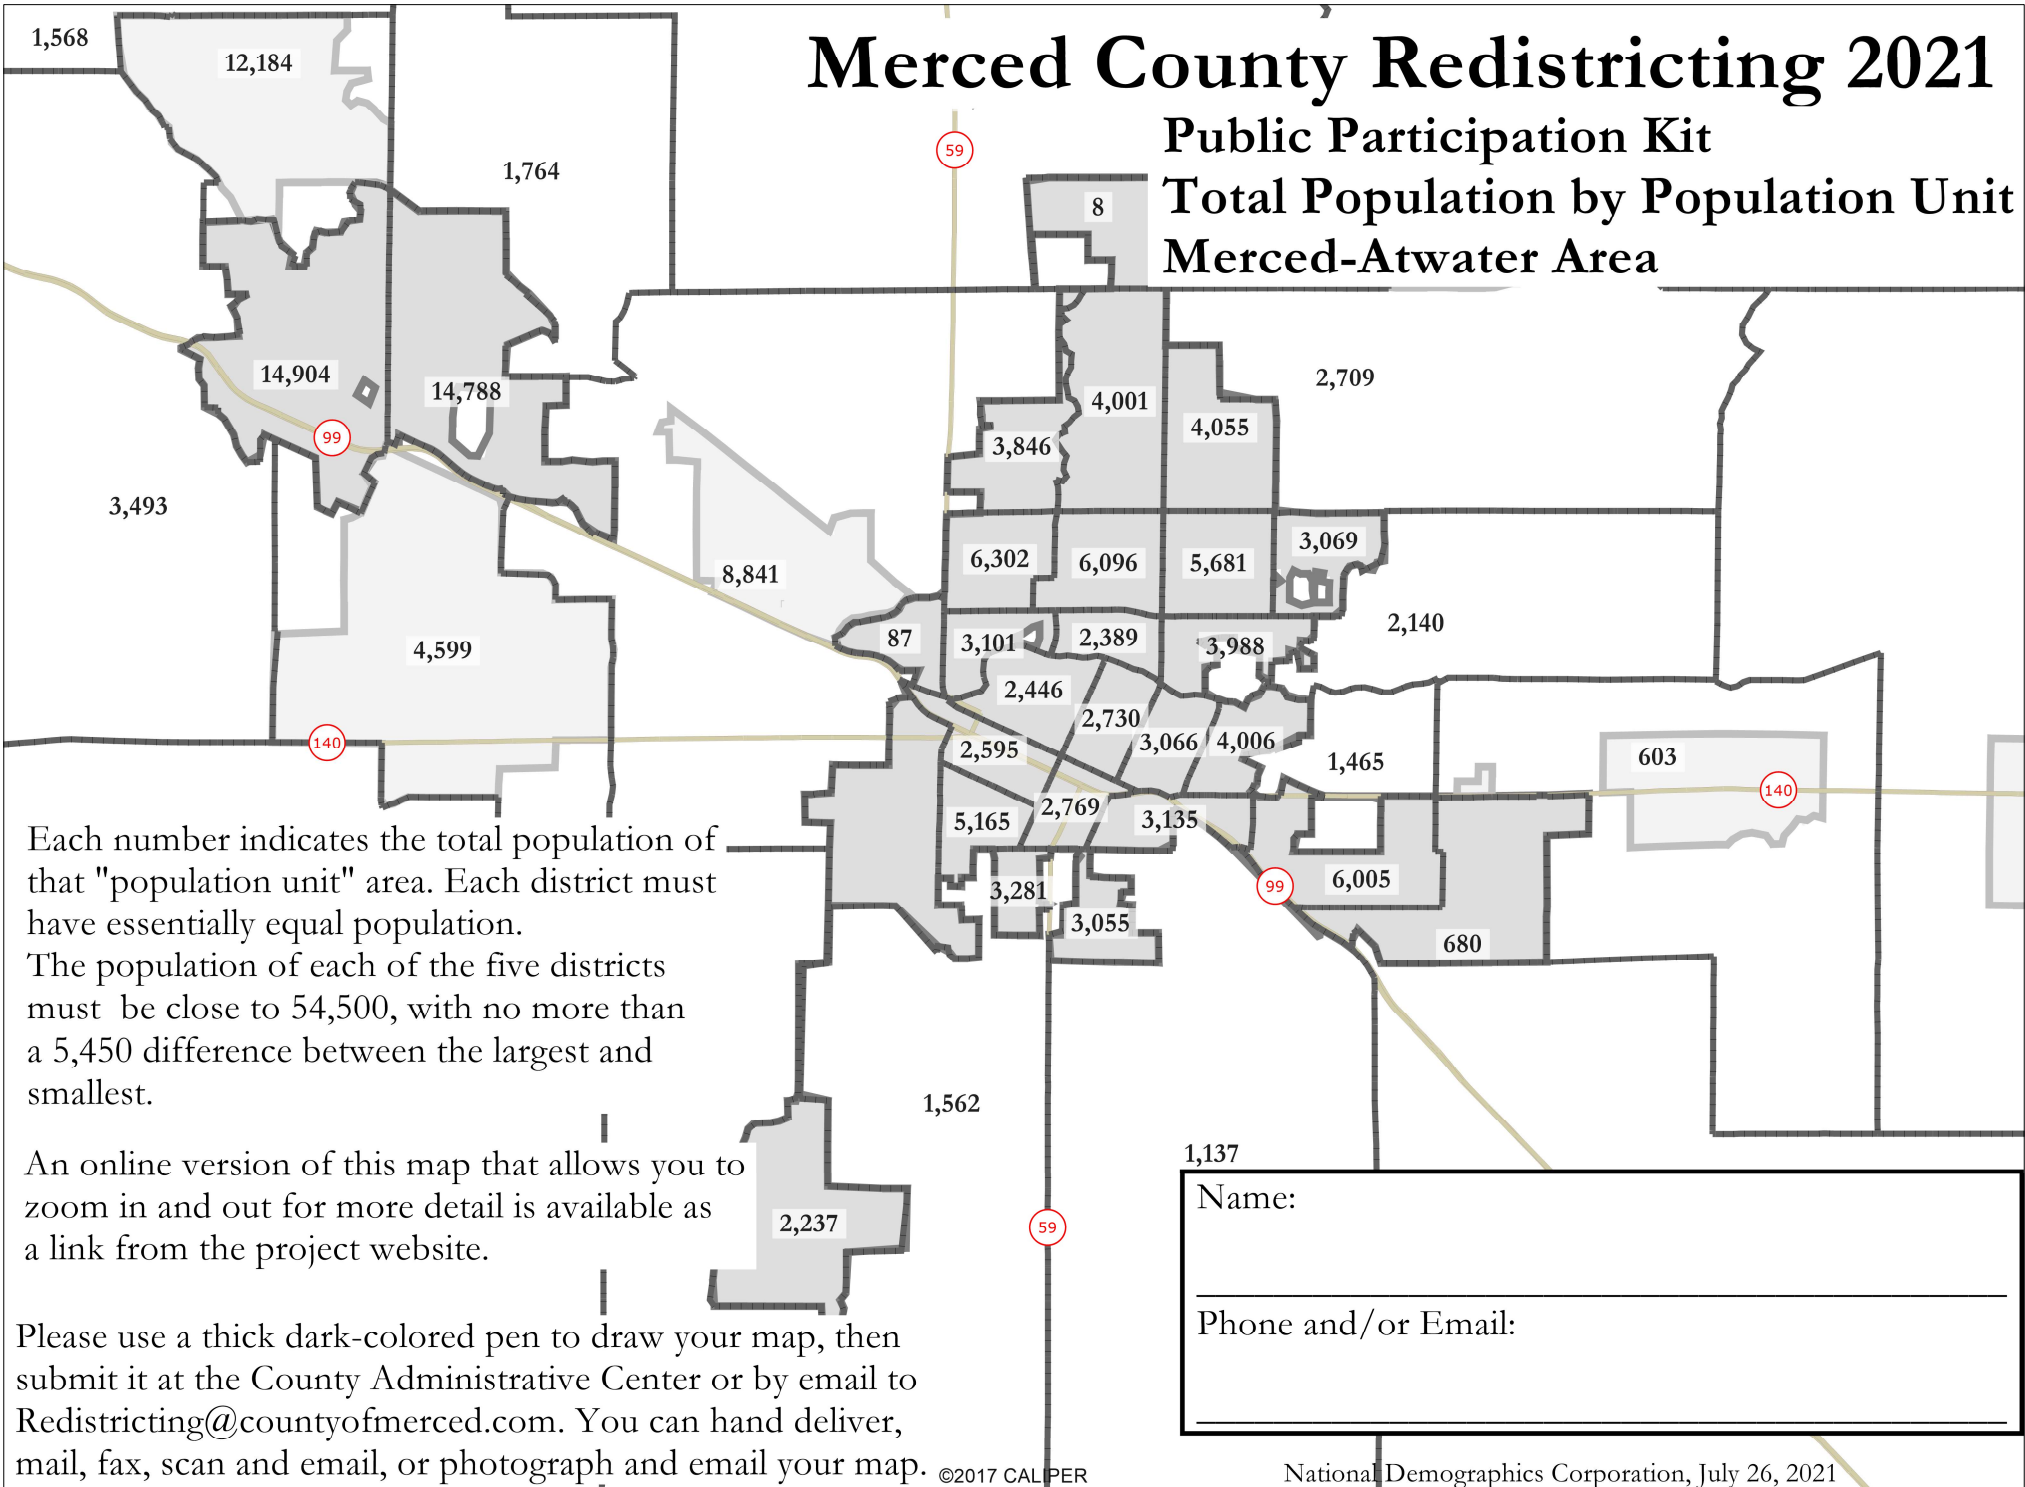 Merced County Redistricting 2021
Public Participation Kit
Total Population by Population Unit
Merced-Atwater Area
1,568
12,184
59
1,764
8
14,904
14,788
2,709
4,001
4,055
3,846
99
3,493
6,302
6,096
5,681
3,069
8,841
4,599
87
3,101
2,389
3,988
2,140
2,446
2,730
3,066
4,006
140
2,595
1,465
603
140
5,165
2,769
3,135
3,281
3,055
99
6,005
680
Each number indicates the total population of
that "population unit" area. Each district must
have essentially equal population.
The population of each of the five districts
must be close to 54,500, with no more than
a 5,450 difference between the largest and
smallest.
1,562
1,137
An online version of this map that allows you to
zoom in and out for more detail is available as
a link from the project website.
2,237
59
Name:
Phone and/or Email:
Please use a thick dark-colored pen to draw your map, then
submit it at the County Administrative Center or by email to
Redistricting@countyofmerced.com. You can hand deliver,
mail, fax, scan and email, or photograph and email your map.
©2017 CALIPER
National Demographics Corporation, July 26, 2021